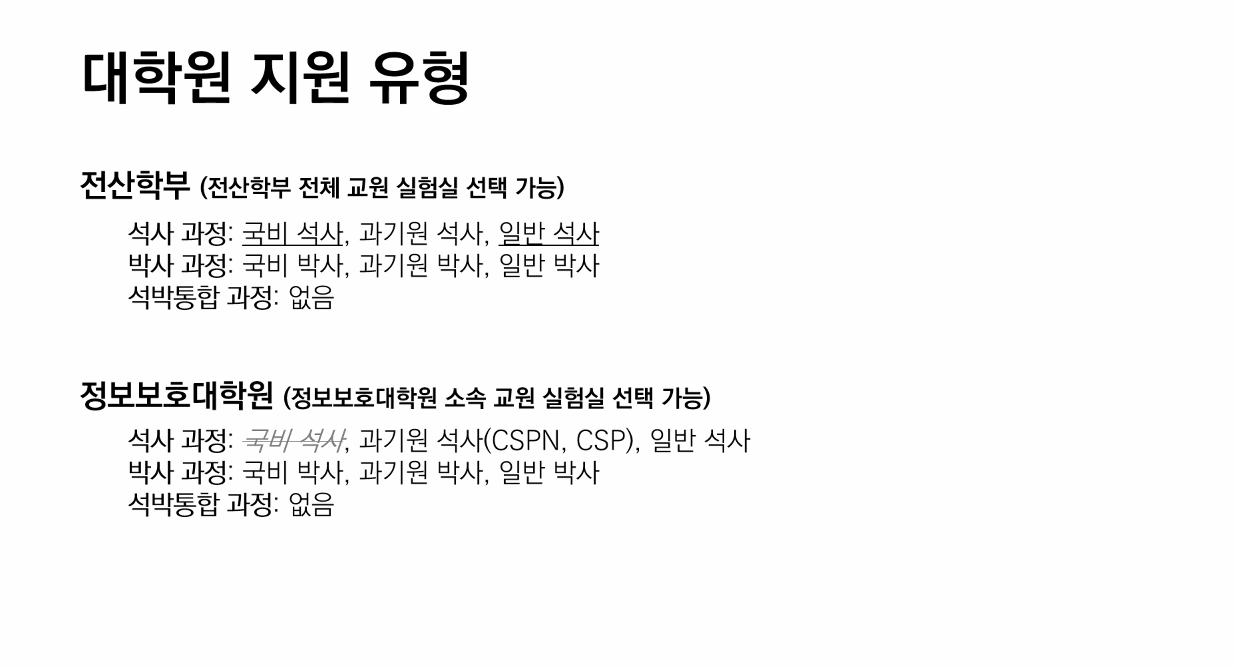 대학원 지원 유형
전산학부 (전산학부 전체 교원 실험실 선택 가능)
석사 과정: 국비 석사, 과기원 석사, 일반 석사
박사 과정: 국비 박사, 과기원 박사, 일반 박사
석박통합 과정: 없음
정보보호대학원 (정보보호대학원 소속 교원 실험실 선택 가능)
석사 과정: 국비 석사, 과기원 석사(CSPN, CSP), 일반 석사
박사 과정: 국비 박사, 과기원 박사, 일반 박사
석박통합 과정: 없음